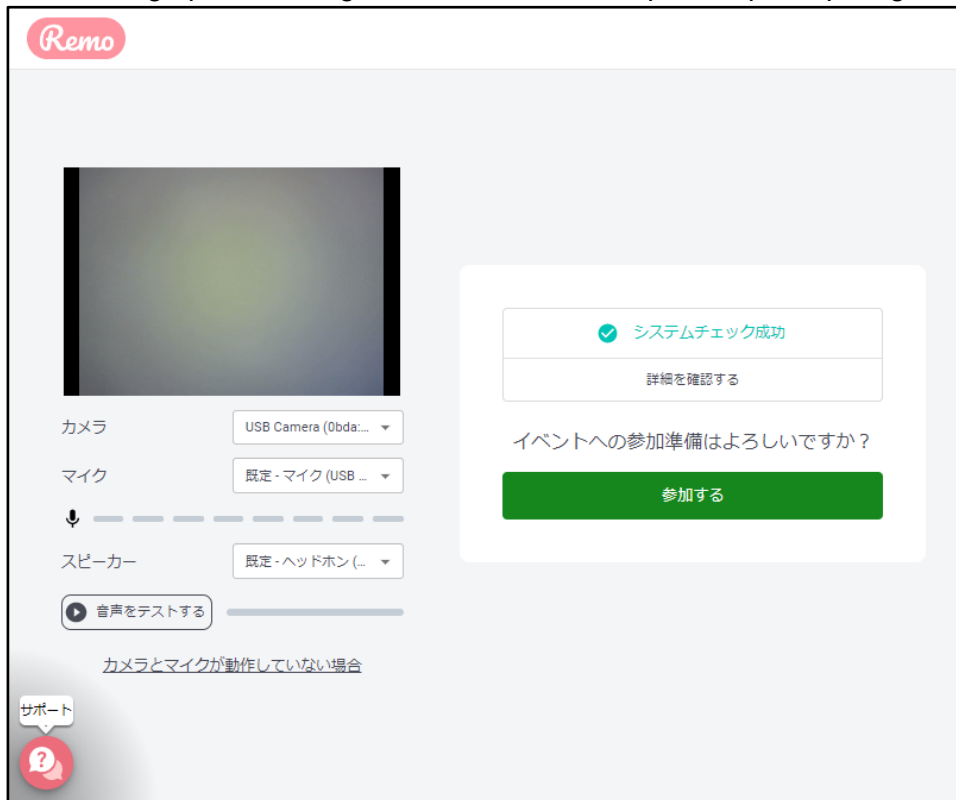 Remo
システムチェック成功
詳細を確認する
イベントへの参加準備はよろしいですか？
参加する
カメラ
USB Camera (0bda:...
マイク
既定 - マイク (USB ...
スピーカー
既定 - ヘッドホン (...
音声をテストする
カメラとマイクが動作していない場合
サポート